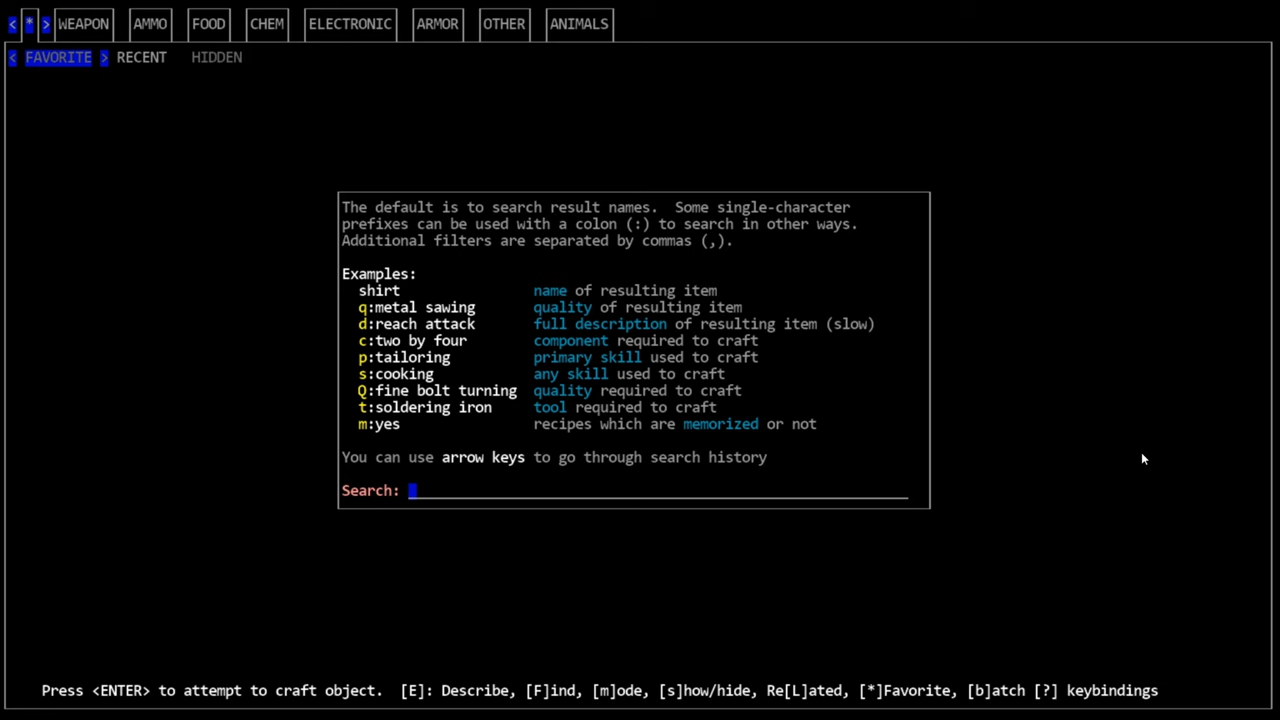 < * > WEAPON AMMO FOOD CHEM ELECTRONIC ARMOR OTHER ANIMALS
< FAVORITE > RECENT HIDDEN
The default is to search result names. Some single-character
prefixes can be used with a colon (:) to search in other ways.
Additional filters are separated by commas (,).
Examples:
shirt name of resulting item
q:metal sawing quality of resulting item
d:reach attack full description of resulting item (slow)
c:two by four component required to craft
p:tailoring primary skill used to craft
s:cooking any skill used to craft
Q:fine bolt turning quality required to craft
t:soldering iron tool required to craft
m:yes recipes which are memorized or not
You can use arrow keys to go through search history
Search:
Press <ENTER> to attempt to craft object. [E]: Describe, [F]ind, [m]ode, [s]how/hide, Re[L]ated, [*]Favorite, [b]atch [?] keybindings